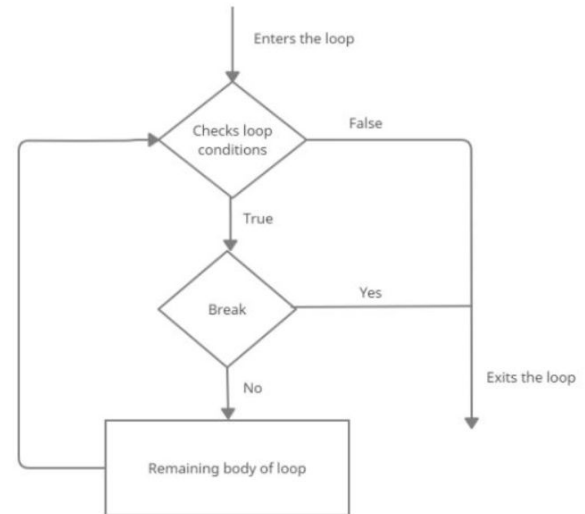 Enters the loop
Checks loop
conditions
False
True
Break
Yes
No
Exits the loop
Remaining body of loop